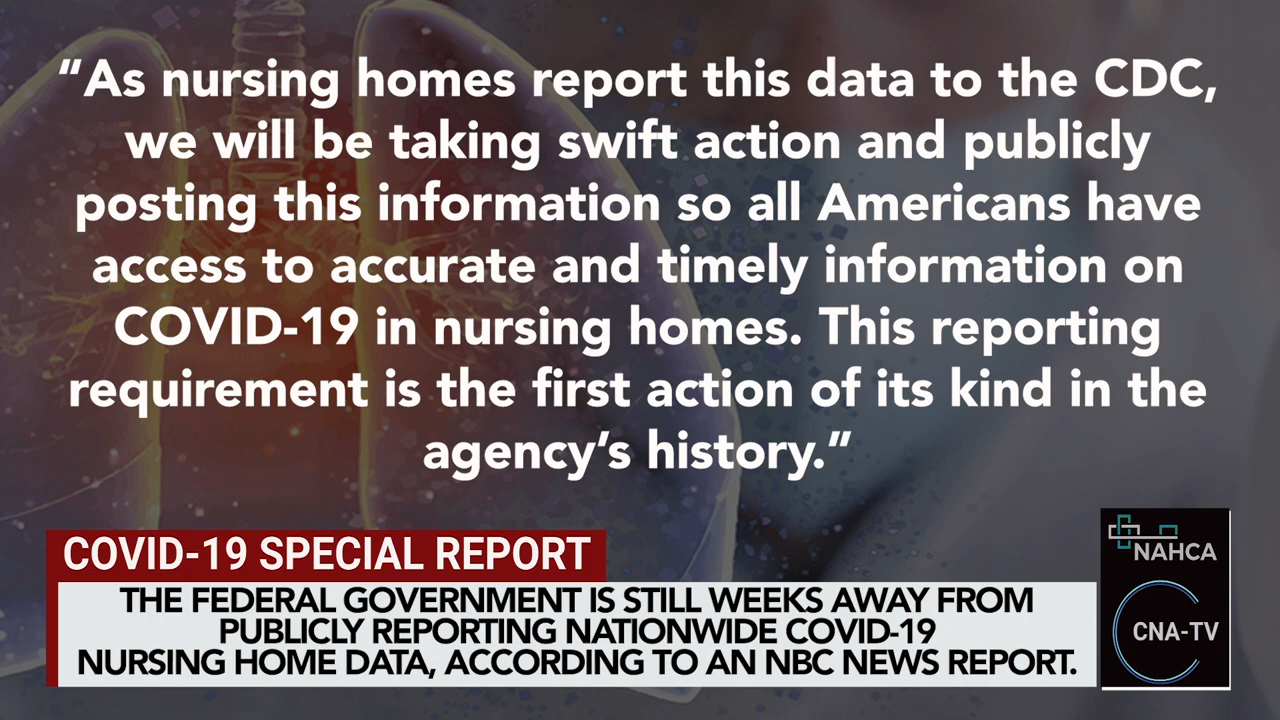 “As nursing homes report this data to the CDC,
we will be taking swift action and publicly
posting this information so all Americans have
access to accurate and timely information on
COVID-19 in nursing homes. This reporting
requirement is the first action of its kind in the
agency’s history.”
COVID-19 SPECIAL REPORT
THE FEDERAL GOVERNMENT IS STILL WEEKS AWAY FROM
PUBLICLY REPORTING NATIONWIDE COVID-19
NURSING HOME DATA, ACCORDING TO AN NBC NEWS REPORT.
NAHCA
CNA-TV